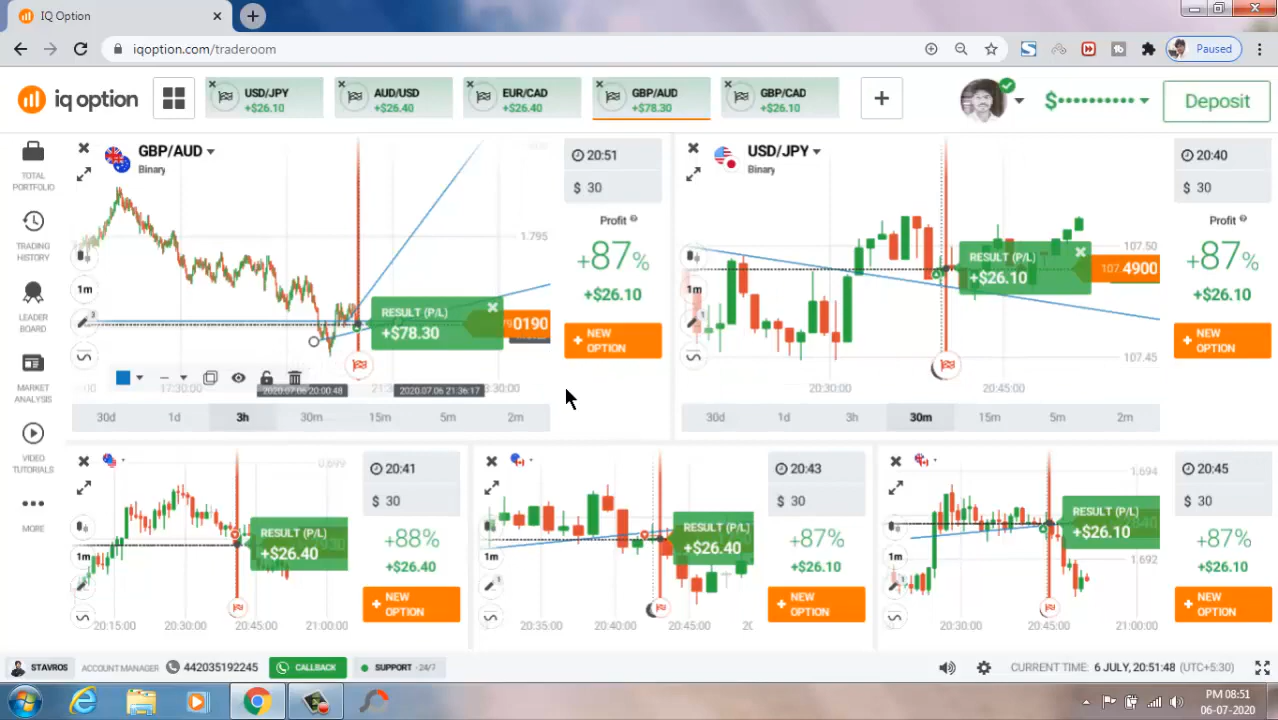 IQ Option
iqoption.com/traderoom
Paused
iq option
USD/JPY
+$26.10
AUD/USD
+$26.40
EUR/CAD
+$26.40
GBP/AUD
+$78.30
GBP/CAD
+$26.10
Deposit
TOTAL
PORTFOLIO
TRADING
HISTORY
LEADER
BOARD
MARKET
ANALYSIS
VIDEO
TUTORIALS
MORE
GBP/AUD
Binary
1.795
1m
RESULT (P/L)
+$78.30
0190
17:30:00
2020.07.06 20:00:48
2020.07.06 21:36:17
30d 1d 3h 30m 15m 5m 2m
20:51
$ 30
Profit
+87%
+$26.10
NEW
OPTION
USD/JPY
Binary
107.50
1m
RESULT (P/L)
+$26.10
107.4900
107.45
20:30:00 20:45:00
30d 1d 3h 30m 15m 5m 2m
20:40
$ 30
Profit
+87%
+$26.10
NEW
OPTION
0.699
1m
RESULT (P/L)
+$26.40
20:15:00 20:30:00 20:45:00 21:00:00
20:41
$ 30
+88%
+$26.40
NEW
OPTION
1m
RESULT (P/L)
+$26.40
20:35:00 20:40:00 20:45:00
20:43
$ 30
+87%
+$26.10
NEW
OPTION
1.694
1m
RESULT (P/L)
+$26.10
1.692
20:30:00 20:45:00 21:00:00
20:45
$ 30
+87%
+$26.10
NEW
OPTION
STAVROS ACCOUNT MANAGER 442035192245 CALLBACK SUPPORT - 24/7
CURRENT TIME: 6 JULY, 20:51:48 (UTC+5:30)
PM 08:51
06-07-2020